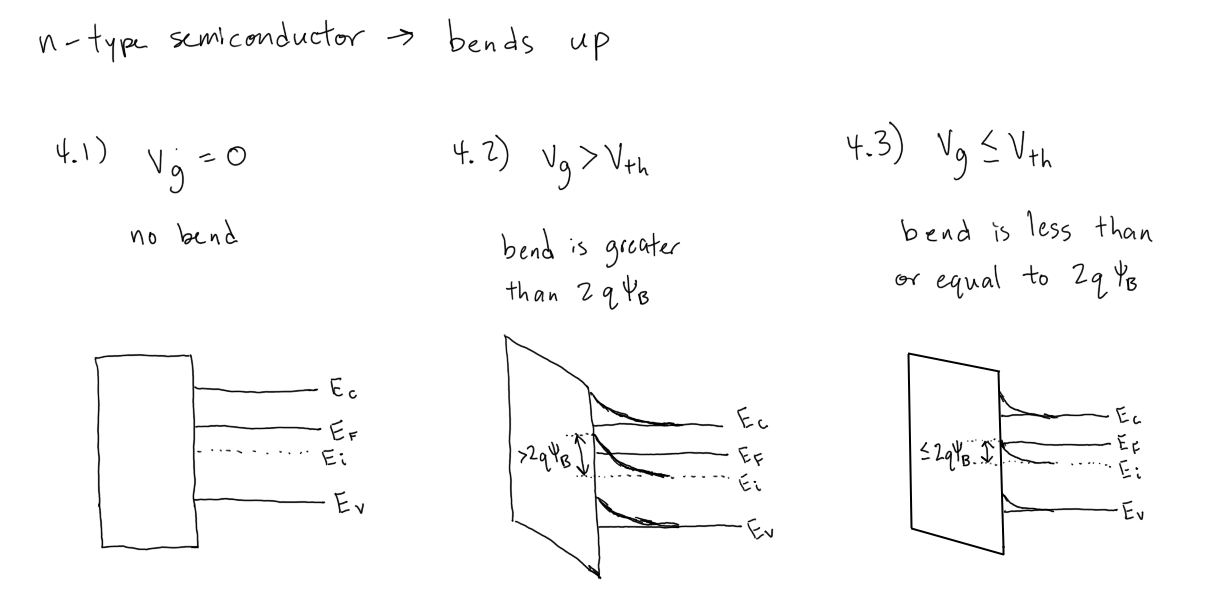 n-type semiconductor → bends up
4.1) Vg = 0
no bend
4.2) Vg > Vth
bend is greater
than 2qΨB
4.3) Vg ≤ Vth
bend is less than
or equal to 2qΨB
Ec
EF
Ei
Ev
>2qΨB
Ec
EF
Ei
Ev
≤2qΨB
Ec
EF
Ei
Ev